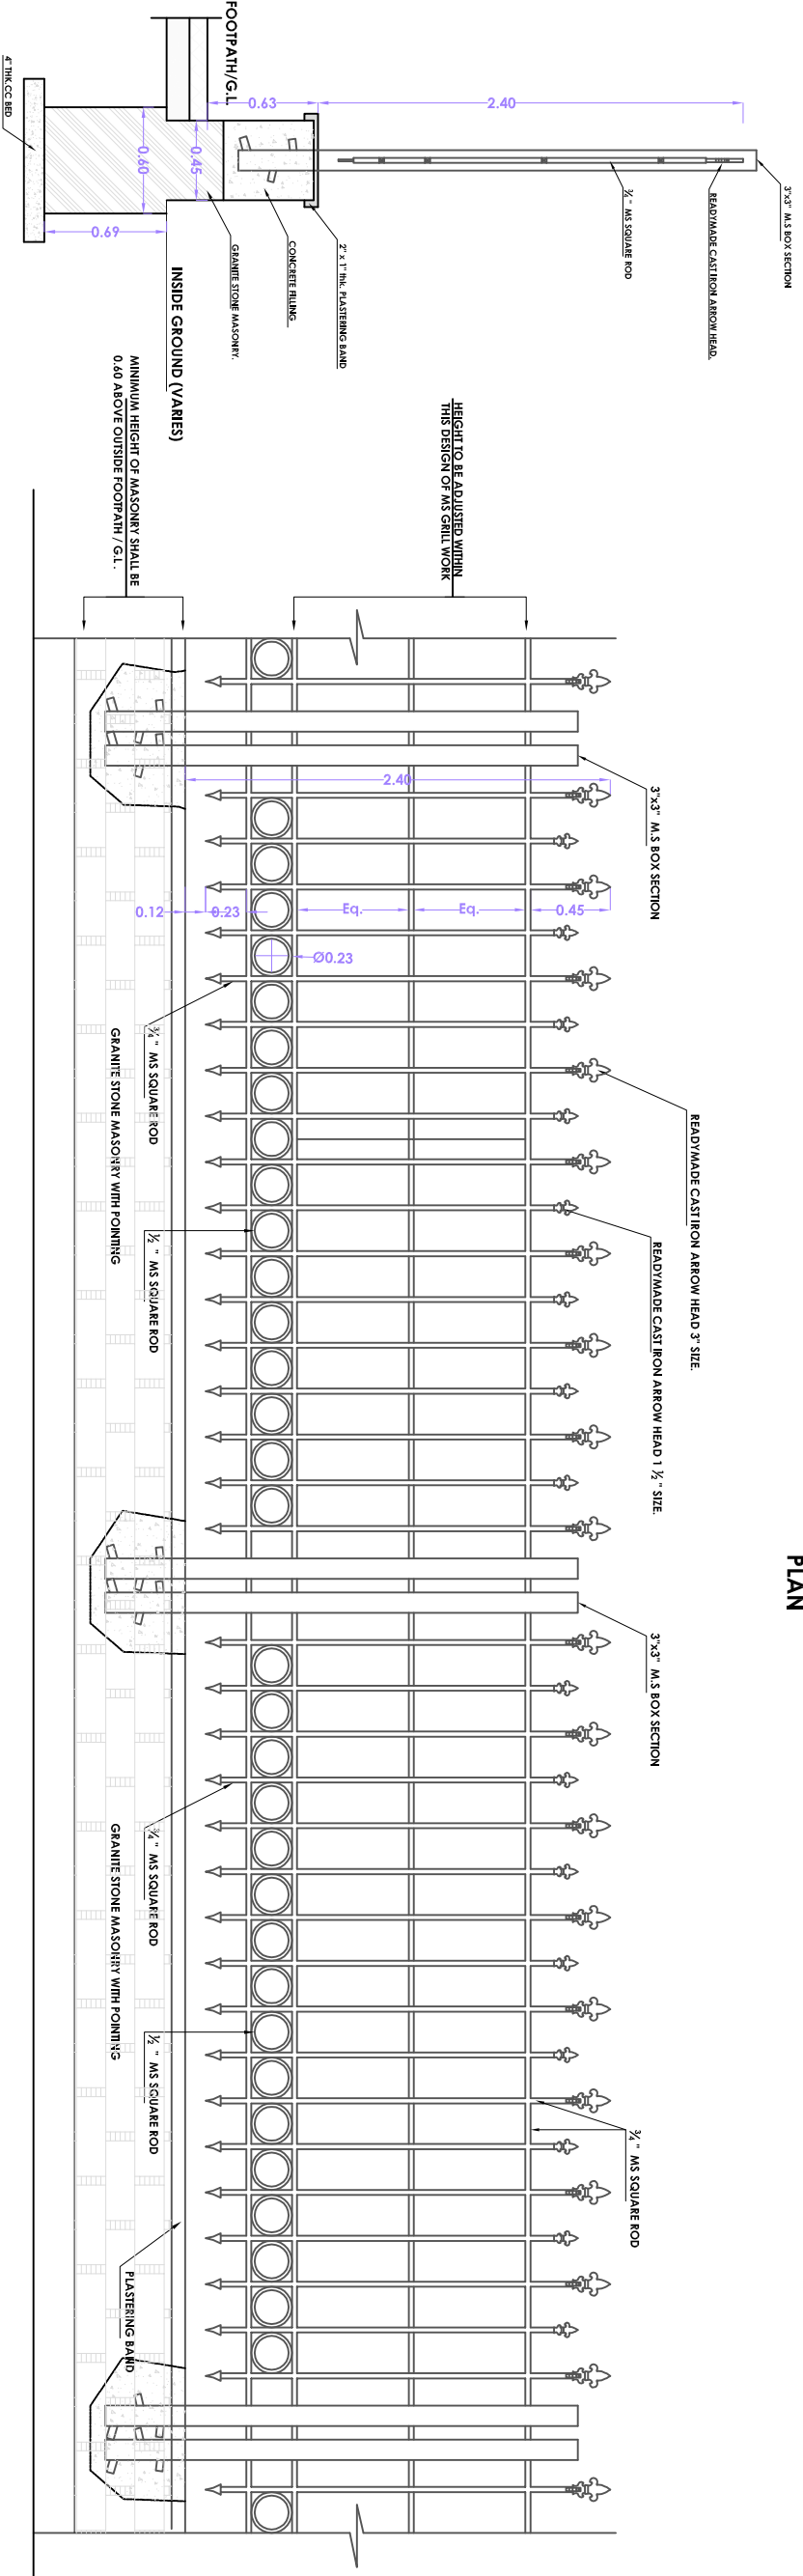 PLAN
3"x3" M.S BOX SECTION
READYMADE CAST IRON ARROW HEAD.
¾" MS SQUARE ROD
2" x 1" thk. PLASTERING BAND
CONCRETE FILLING
GRANITE STONE MASONRY.
INSIDE GROUND (VARIES)
FOOTPATH/G.L.
4" THK.CC BED
2.40
0.63
0.45
0.60
0.69
HEIGHT TO BE ADJUSTED WITHIN
THIS DESIGN OF MS GRILL WORK
MINIMUM HEIGHT OF MASONRY SHALL BE
0.60 ABOVE OUTSIDE FOOTPATH / G.L .
3"x3" M.S BOX SECTION
2.40
0.45
Eq.
Eq.
0.23
0.12
Ø0.23
¾" MS SQUARE ROD
GRANITE STONE MASONRY WITH POINTING
½" MS SQUARE ROD
READYMADE CAST IRON ARROW HEAD 3" SIZE.
READYMADE CAST IRON ARROW HEAD 1 ½" SIZE.
3"x3" M.S BOX SECTION
¾" MS SQUARE ROD
GRANITE STONE MASONRY WITH POINTING
½" MS SQUARE ROD
¾" MS SQUARE ROD
PLASTERING BAND